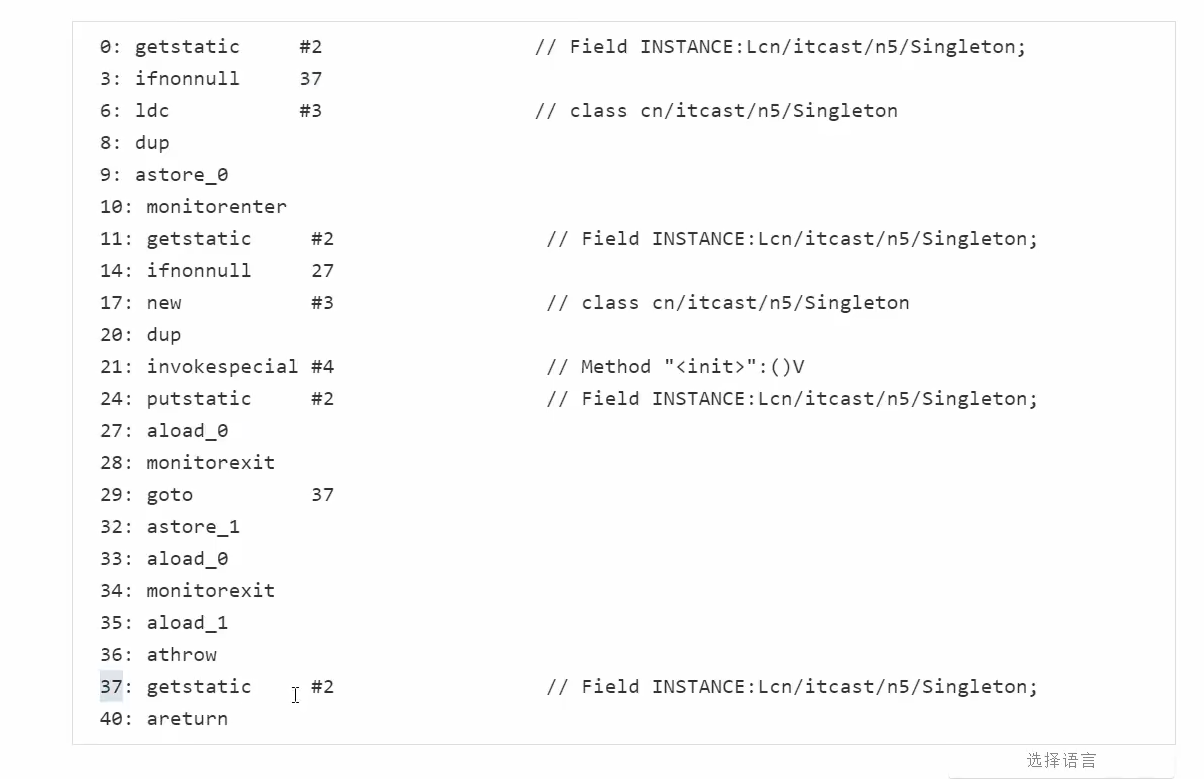 0: getstatic #2 // Field INSTANCE:Lcn/itcast/n5/Singleton;
3: ifnonnull 37
6: ldc #3 // class cn/itcast/n5/Singleton
8: dup
9: astore_0
10: monitorenter
11: getstatic #2 // Field INSTANCE:Lcn/itcast/n5/Singleton;
14: ifnonnull 27
17: new #3 // class cn/itcast/n5/Singleton
20: dup
21: invokespecial #4 // Method "<init>":()V
24: putstatic #2 // Field INSTANCE:Lcn/itcast/n5/Singleton;
27: aload_0
28: monitorexit
29: goto 37
32: astore_1
33: aload_0
34: monitorexit
35: aload_1
36: athrow
37: getstatic #2 // Field INSTANCE:Lcn/itcast/n5/Singleton;
40: areturn
选择语言